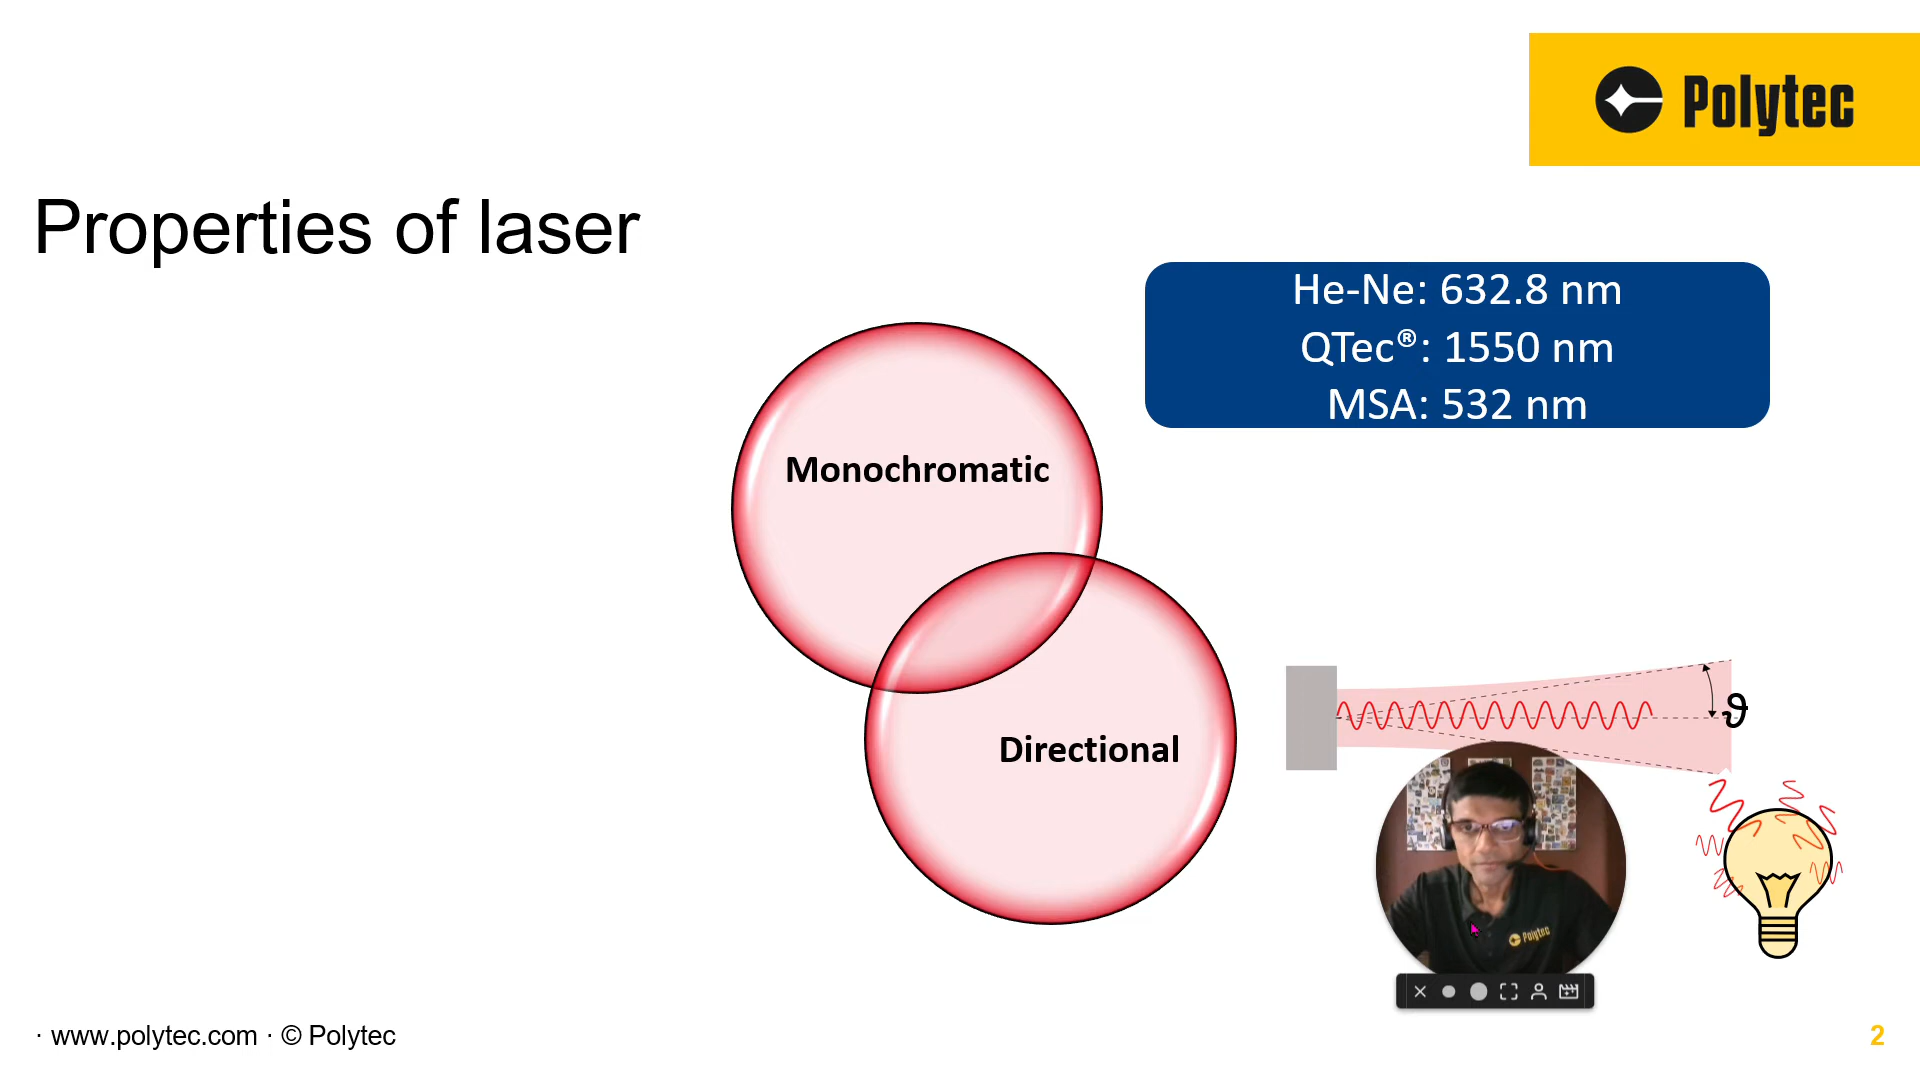 Polytec
Properties of laser
He-Ne: 632.8 nm
QTec®: 1550 nm
MSA: 532 nm
Monochromatic
Directional
ϑ
Polytec
· www.polytec.com · © Polytec
2